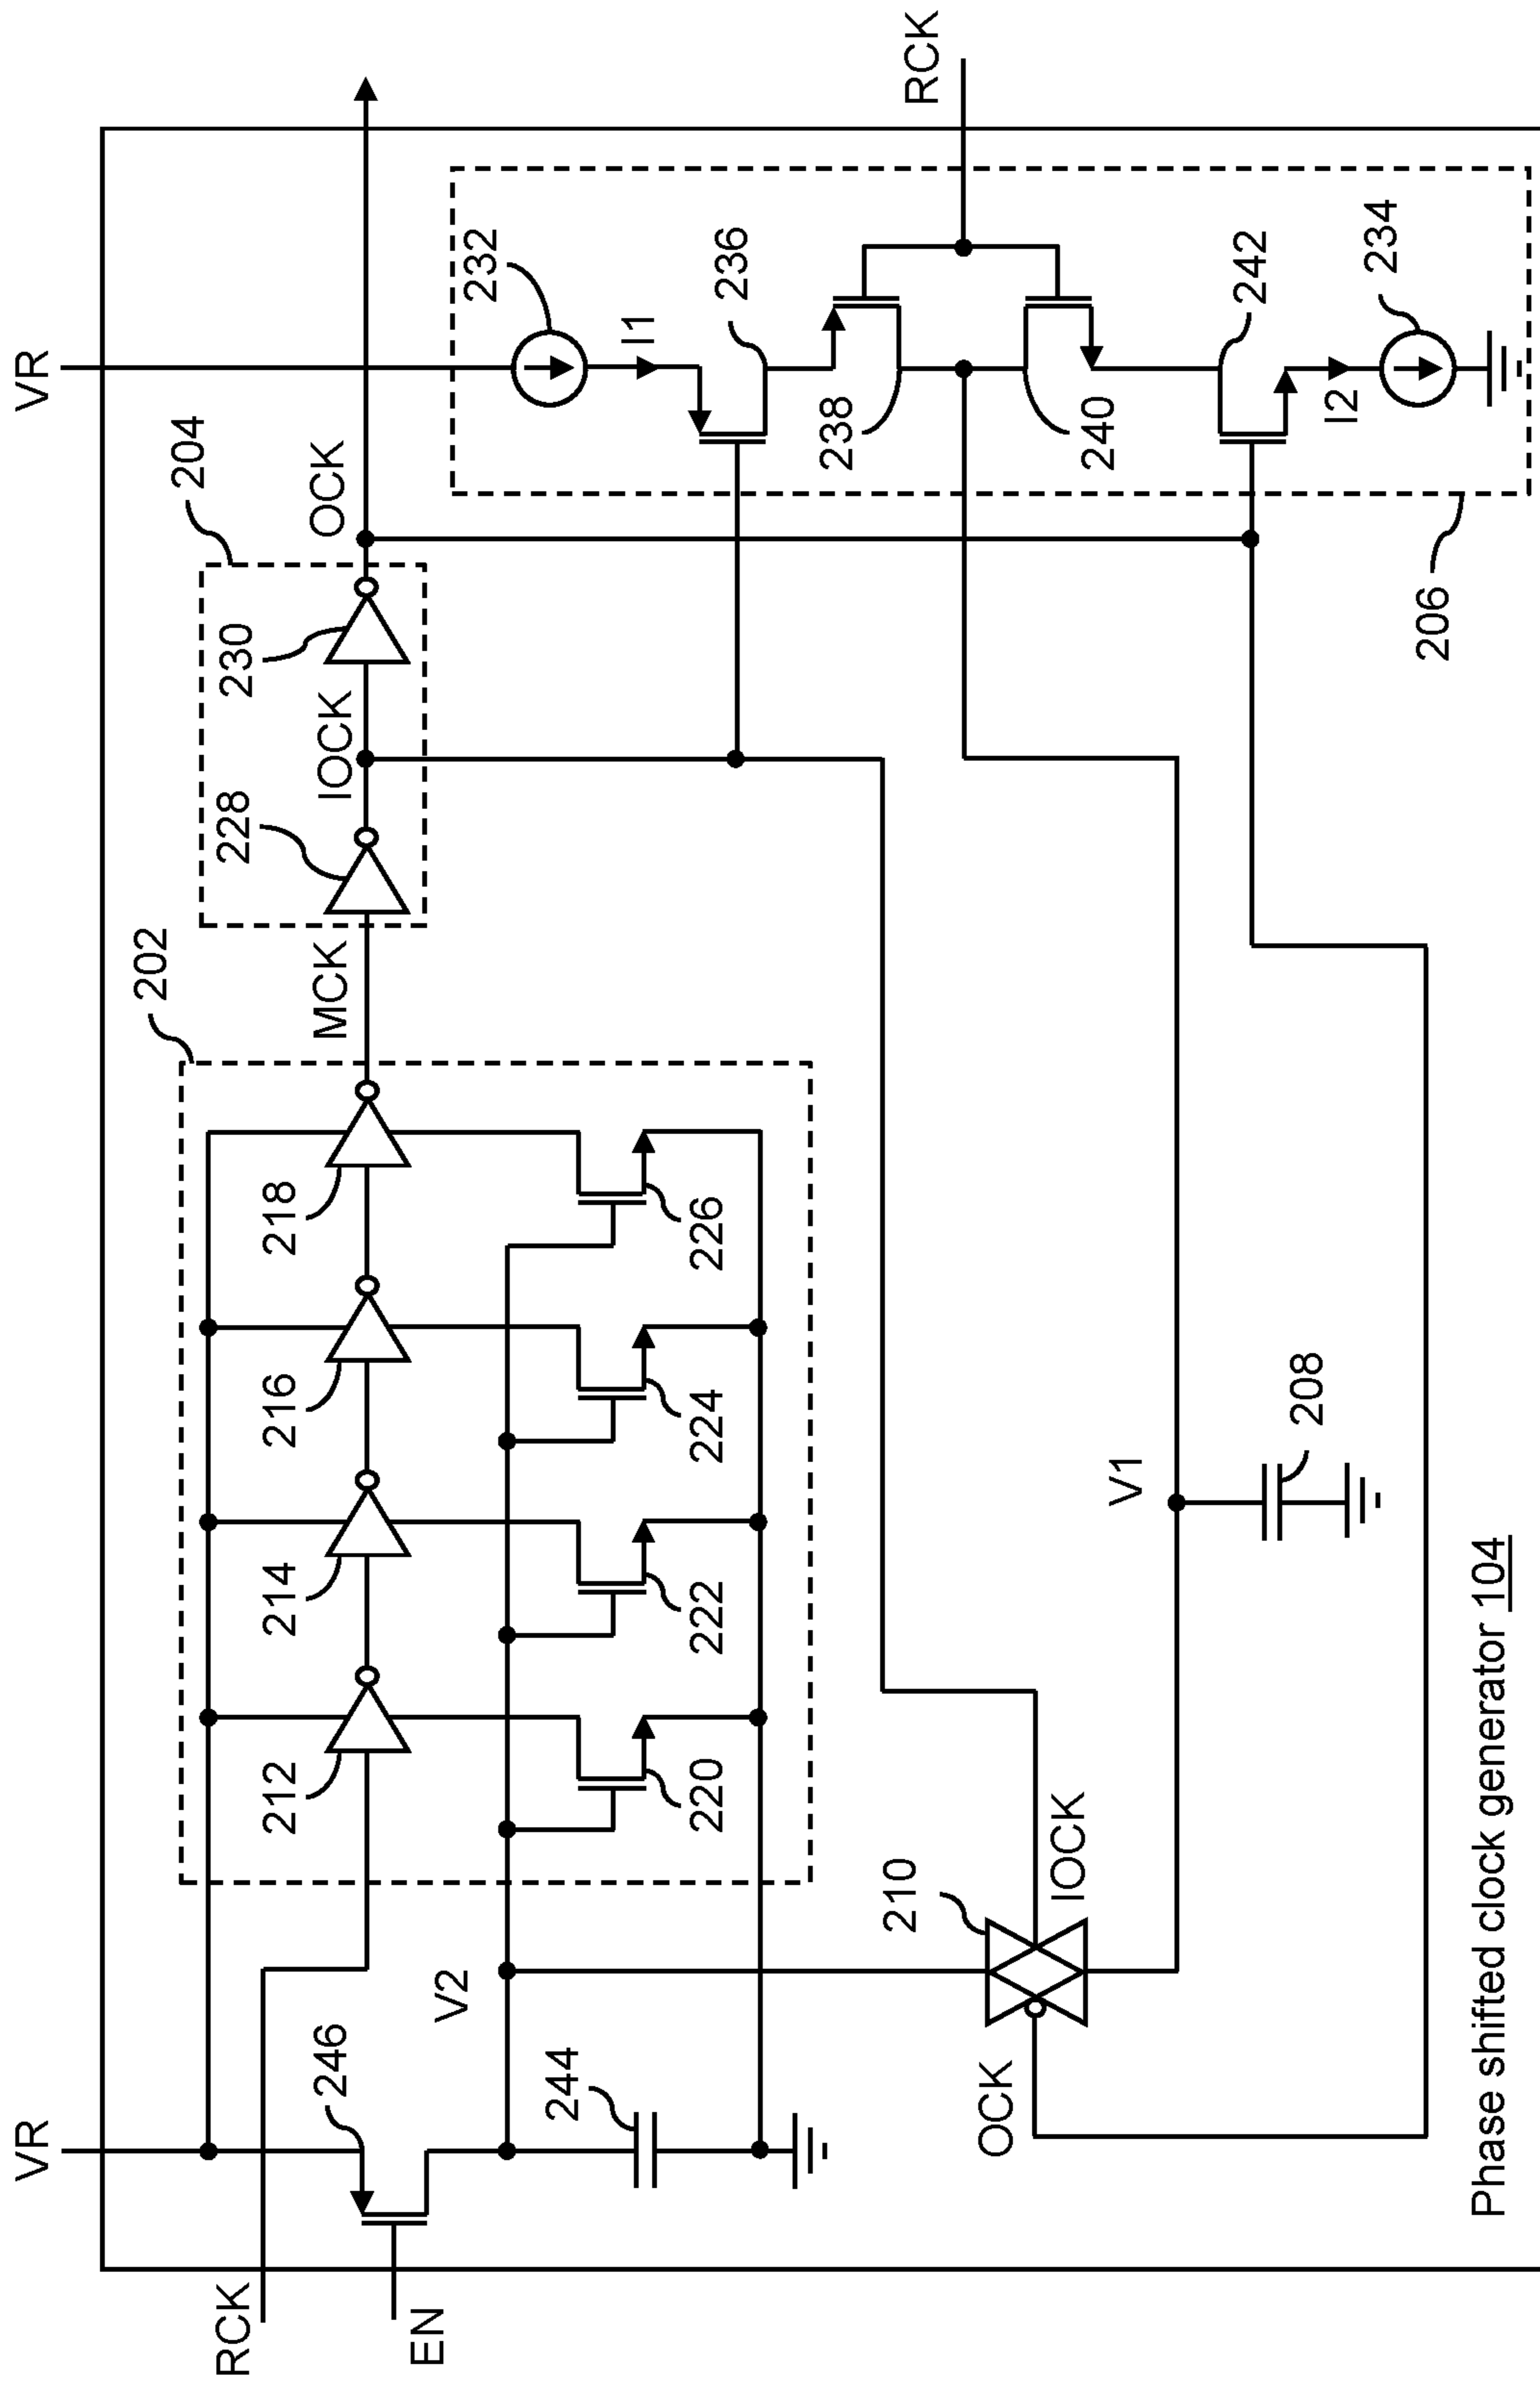 VR
VR
RCK
EN
246
V2
244
202
212
214
216
218
220
222
224
226
MCK
204
228
IOCK
230
OCK
232
I1
236
238
RCK
240
242
I2
234
206
210
OCK
IOCK
V1
208
Phase shifted clock generator 104